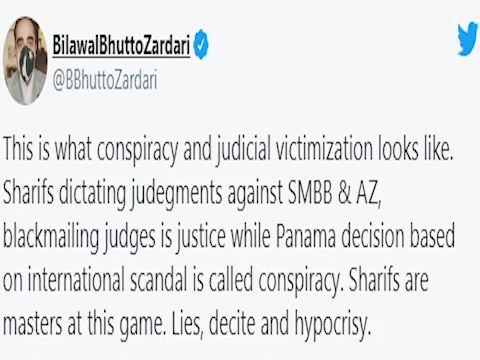 BilawalBhuttoZardari
@BBhuttoZardari
This is what conspiracy and judicial victimization looks like.
Sharifs dictating judegments against SMBB & AZ,
blackmailing judges is justice while Panama decision based
on international scandal is called conspiracy. Sharifs are
masters at this game. Lies, decite and hypocrisy.